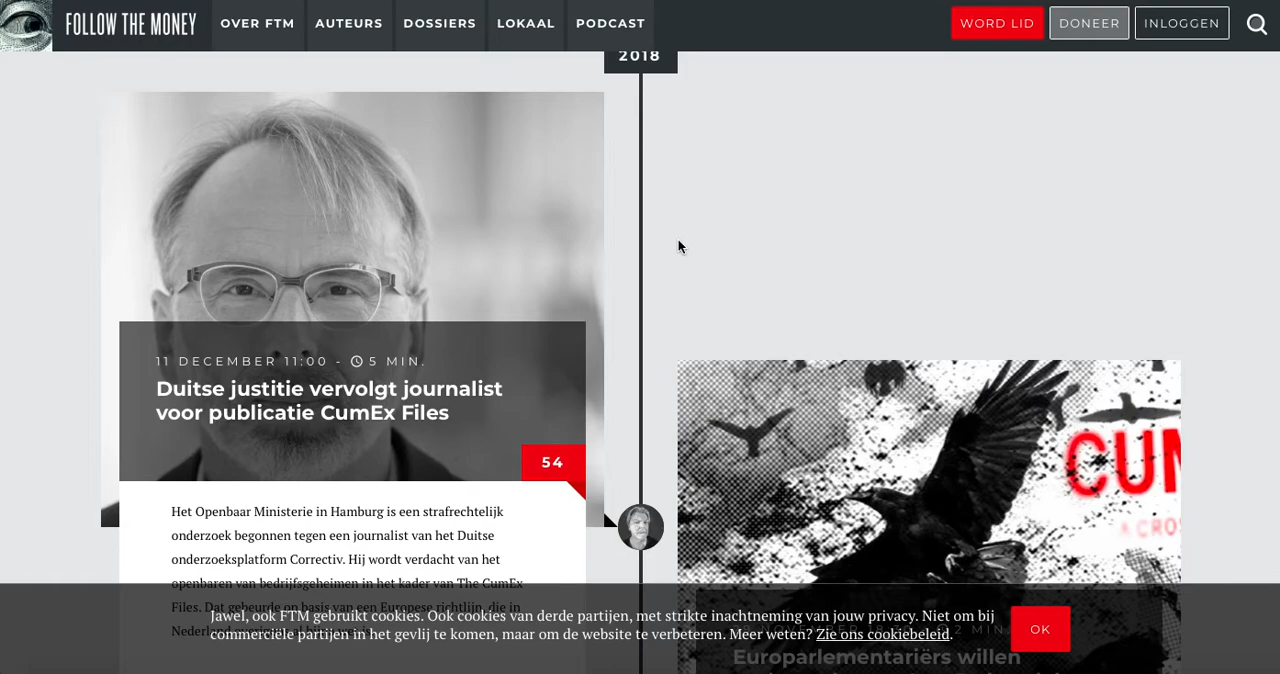 FOLLOW THE MONEY
OVER FTM
AUTEURS
DOSSIERS
LOKAAL
PODCAST
WORD LID
DONEER
INLOGGEN
2018
11 DECEMBER 11:00 - 5 MIN.
Duitse justitie vervolgt journalist
voor publicatie CumEx Files
54
Het Openbaar Ministerie in Hamburg is een strafrechtelijk
onderzoek begonnen tegen een journalist van het Duitse
onderzoeksplatform Correctiv. Hij wordt verdacht van het
openbaren van bedrijfsgeheimen in het kader van The CumEx
Files. Dat gebeurde op basis van een Europese richtlijn, die in
CUM
A CRO
2 MIN.
Europarlementariërs willen
Jawel, ook FTM gebruikt cookies. Ook cookies van derde partijen, met strikte inachtneming van jouw privacy. Niet om bij
commerciele partijen in het gevlij te komen, maar om de website te verbeteren. Meer weten? Zie ons cookiebeleid.
OK